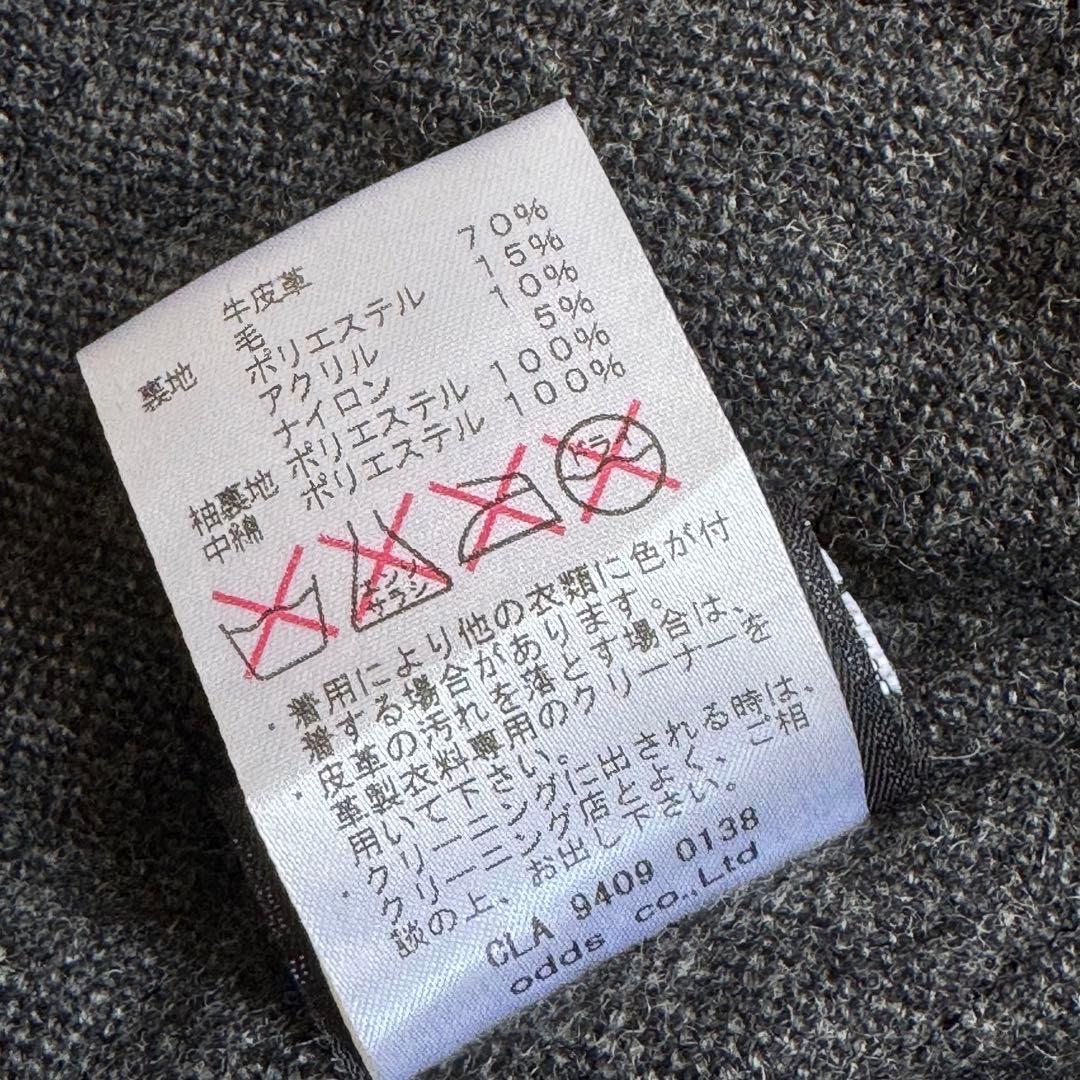 牛皮革
裏地 毛 70%
ポリエステル 15%
アクリル 10%
ナイロン 5%
袖裏地 ポリエステル 100%
中綿 ポリエステル 100%
エンソ
サラシ
ドライ
・着用により他の衣類に色が付
着する場合があります。
・皮革の汚れを落とす場合は、
革製衣料専用のクリーナーを
用いて下さい。
・クリーニングに出される時は、
クリーニング店とよく、ご相
談の上、お出し下さい。
CLA 9409 0138
odds co.,Ltd